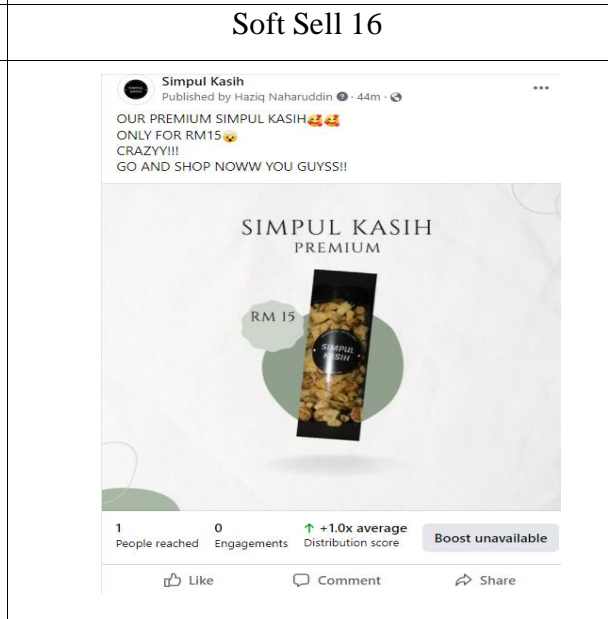 Soft Sell 16
Simpul Kasih
Published by Haziq Naharuddin · 44m ·
OUR PREMIUM SIMPUL KASIH🥰🥰
ONLY FOR RM15🤯
CRAZYY!!!
GO AND SHOP NOWW YOU GUYSS!!
SIMPUL KASIH
PREMIUM
RM 15
SIMPUL
KASIH
1
People reached
0
Engagements
+1.0x average
Distribution score
Boost unavailable
Like
Comment
Share